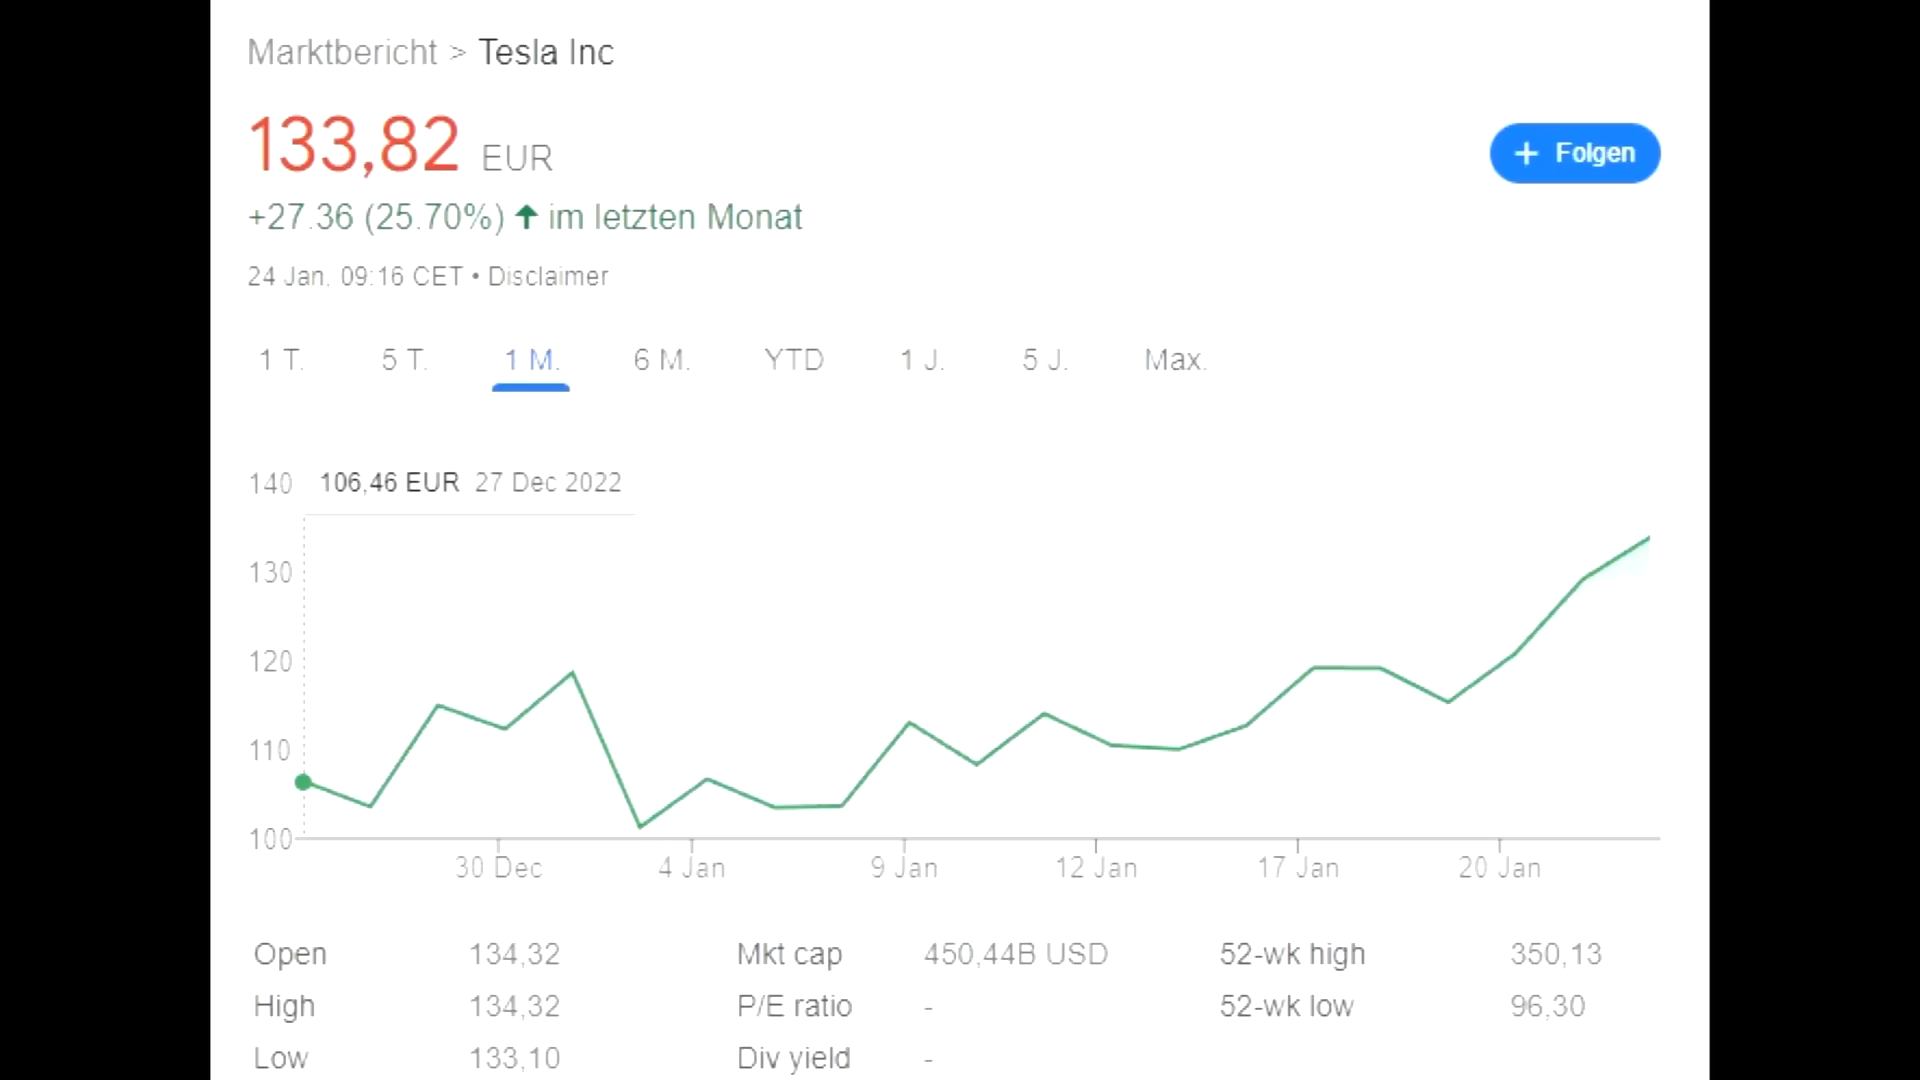 Marktbericht > Tesla Inc
133,82 EUR
+ Folgen
+27.36 (25.70%) ↑ im letzten Monat
24 Jan, 09:16 CET • Disclaimer
1 T. 5 T. 1 M. 6 M. YTD 1 J. 5 J. Max.
140 106,46 EUR 27 Dec 2022
130
120
110
100
30 Dec 4 Jan 9 Jan 12 Jan 17 Jan 20 Jan
Open 134,32 Mkt cap 450,44B USD 52-wk high 350,13
High 134,32 P/E ratio - 52-wk low 96,30
Low 133,10 Div yield -